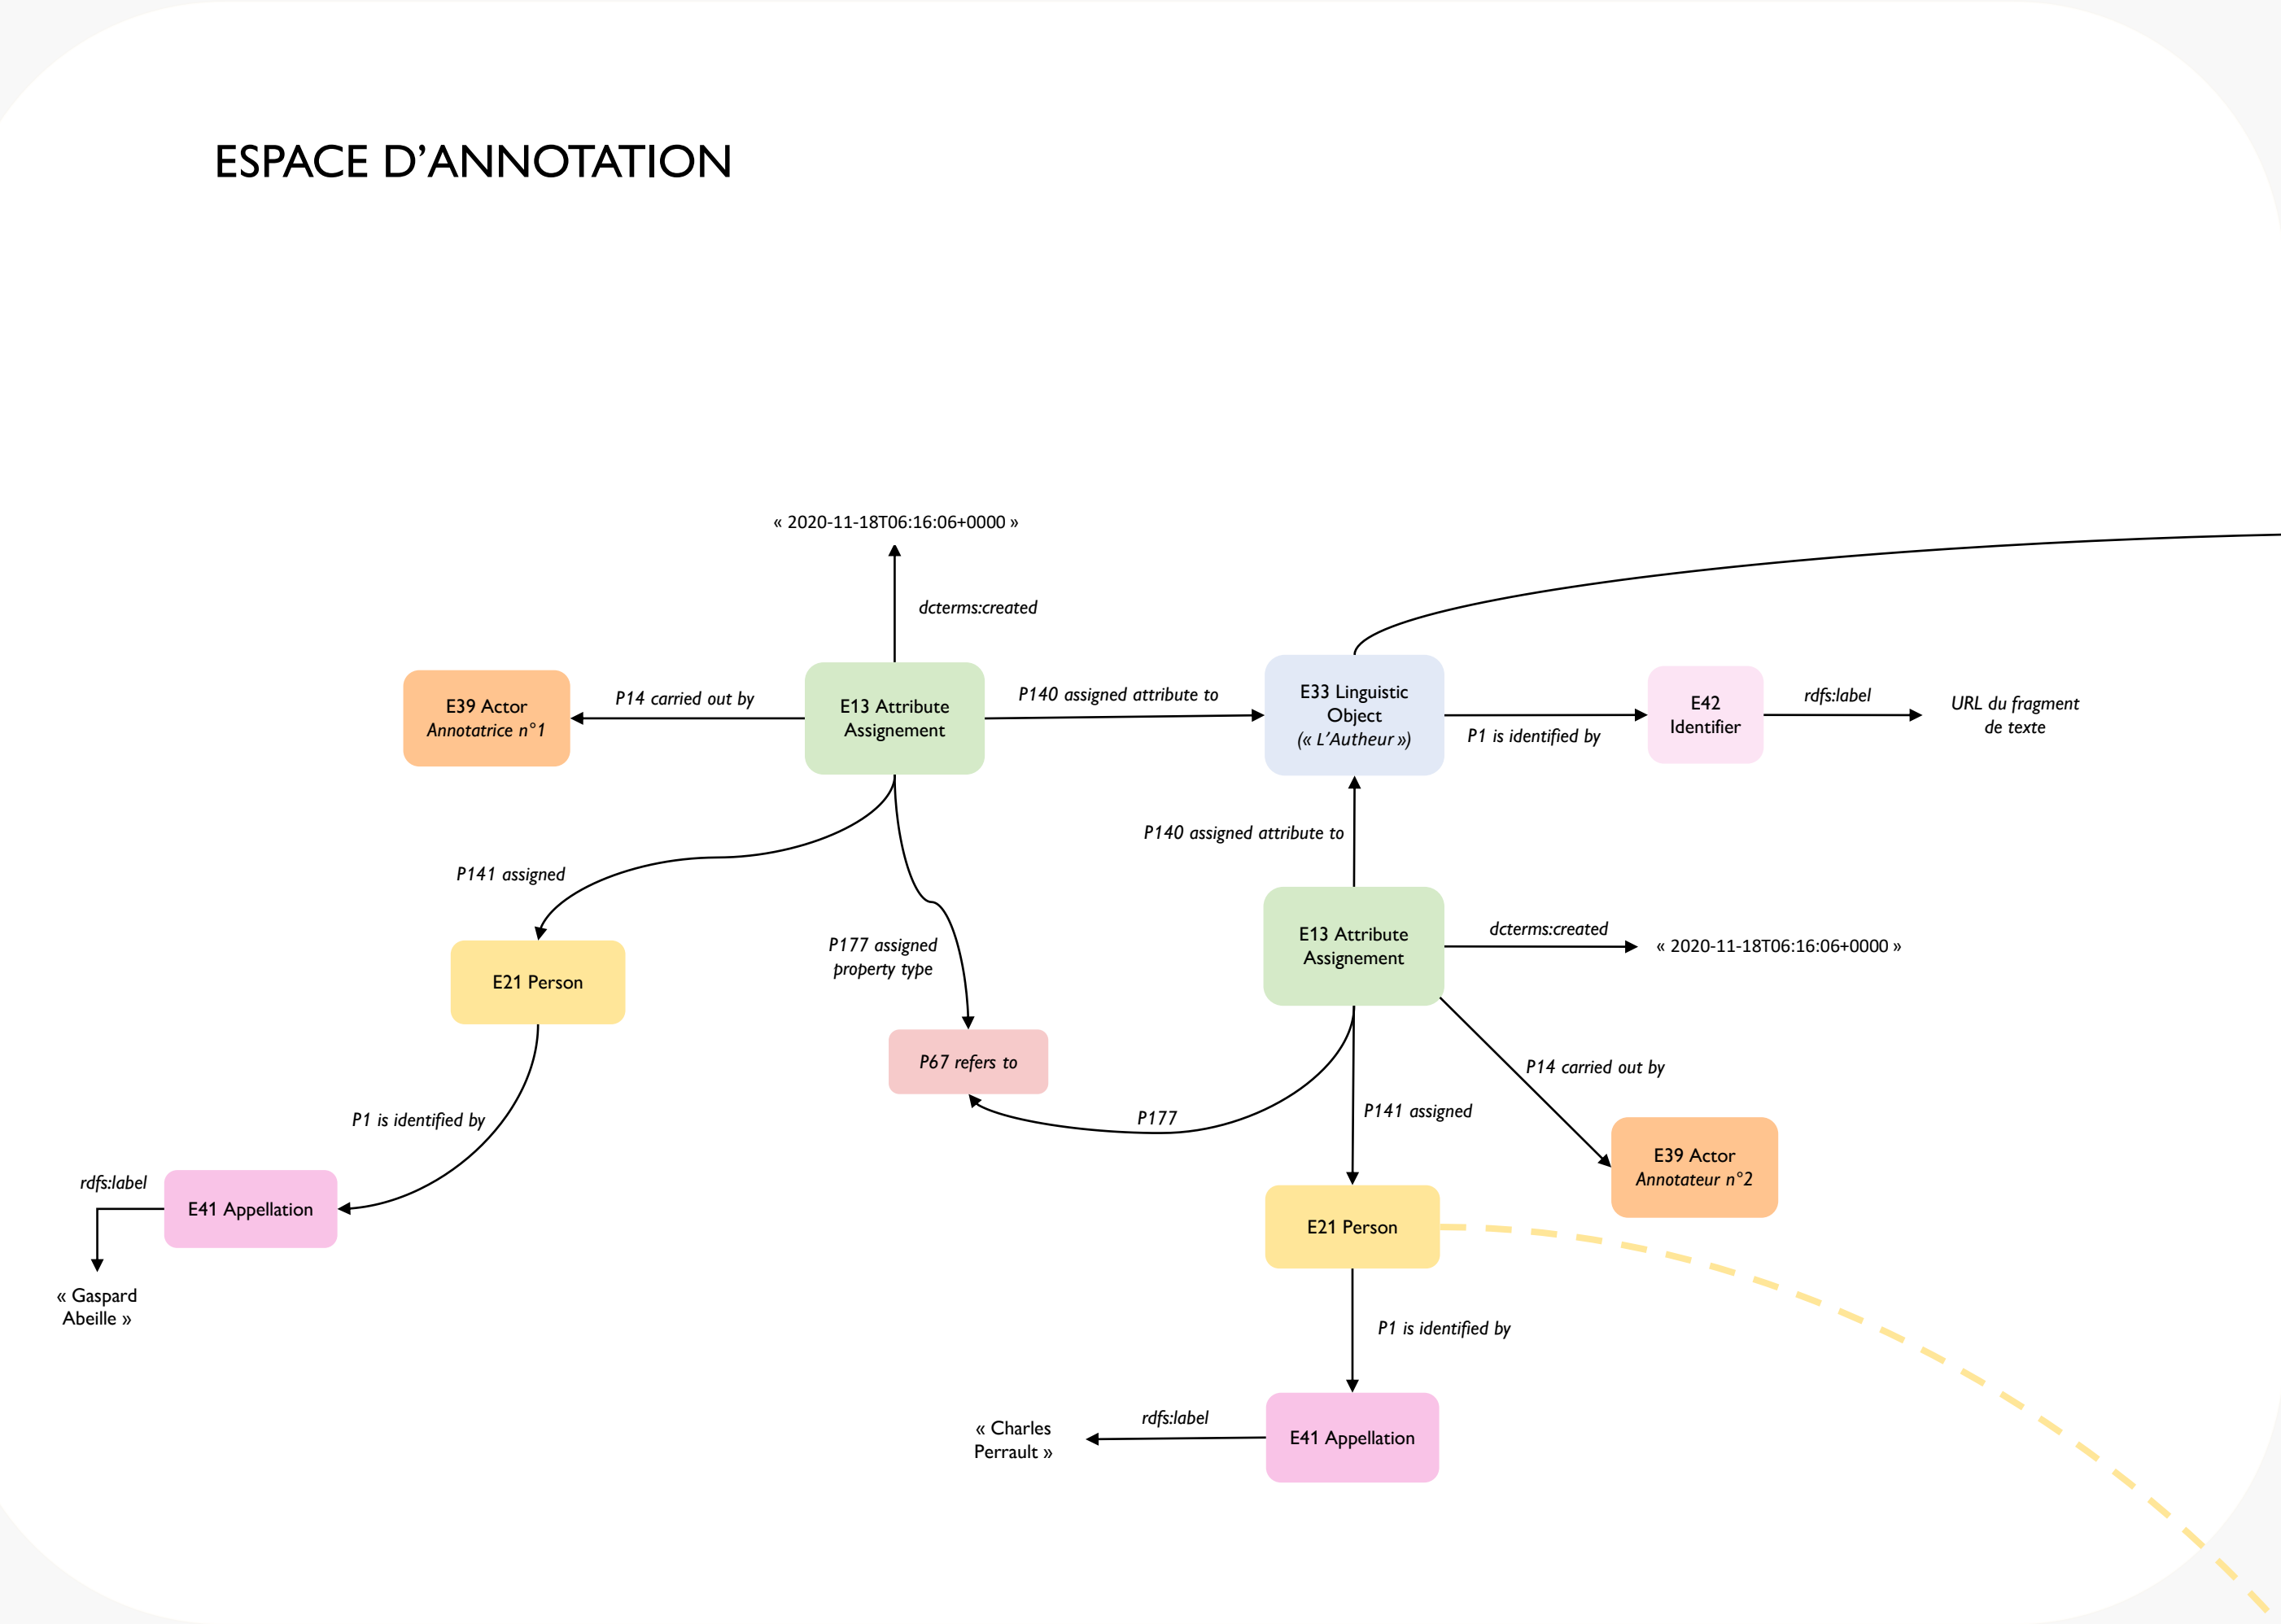 ESPACE D’ANNOTATION
« 2020-11-18T06:16:06+0000 »
dcterms:created
E39 Actor
Annotatrice n°1
P14 carried out by
E13 Attribute
Assignement
P140 assigned attribute to
E33 Linguistic
Object
(« L’Autheur »)
P1 is identified by
E42
Identifier
rdfs:label
URL du fragment
de texte
P140 assigned attribute to
P141 assigned
P177 assigned
property type
E13 Attribute
Assignement
dcterms:created
« 2020-11-18T06:16:06+0000 »
E21 Person
P67 refers to
P14 carried out by
P177
P141 assigned
P1 is identified by
E39 Actor
Annotateur n°2
rdfs:label
E41 Appellation
E21 Person
« Gaspard
Abeille »
P1 is identified by
« Charles
Perrault »
rdfs:label
E41 Appellation